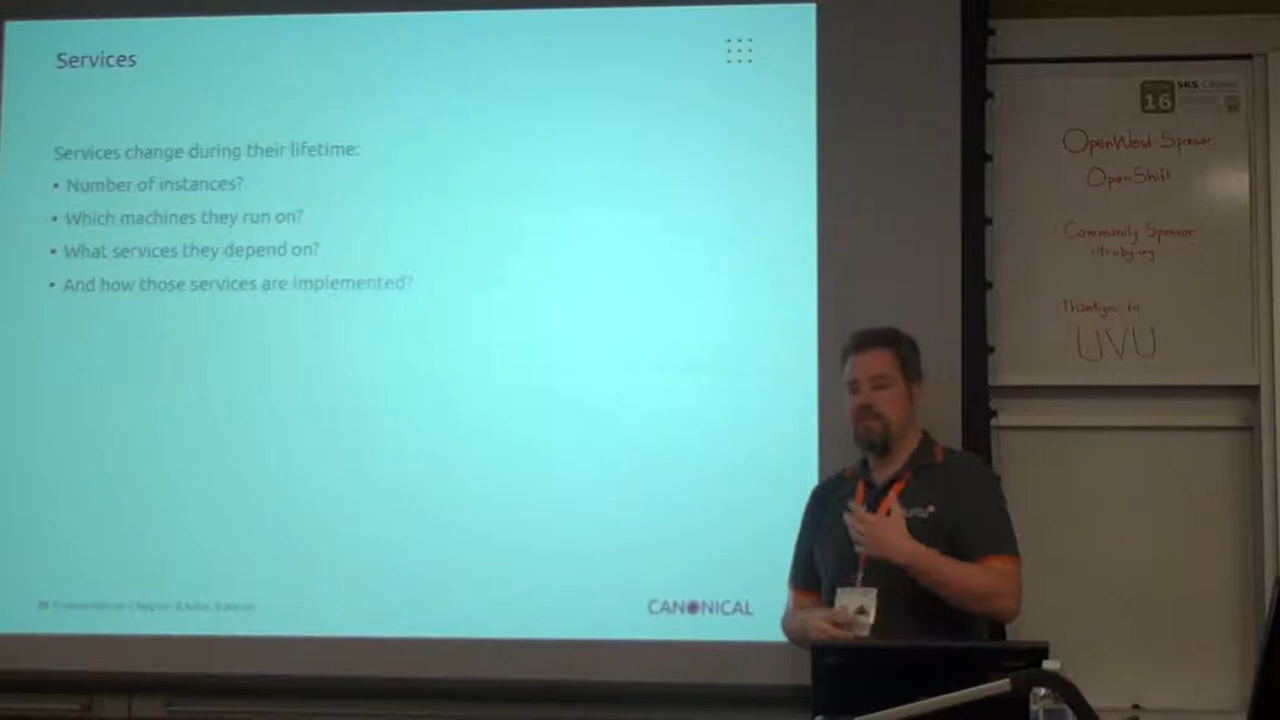 Services
Services change during their lifetime:
• Number of instances?
• Which machines they run on?
• What services they depend on?
• And how those services are implemented?
CANONICAL
16
SRS
OpenWest Sponsor
OpenShift
Community Sponsor
Thankyou to
UVU